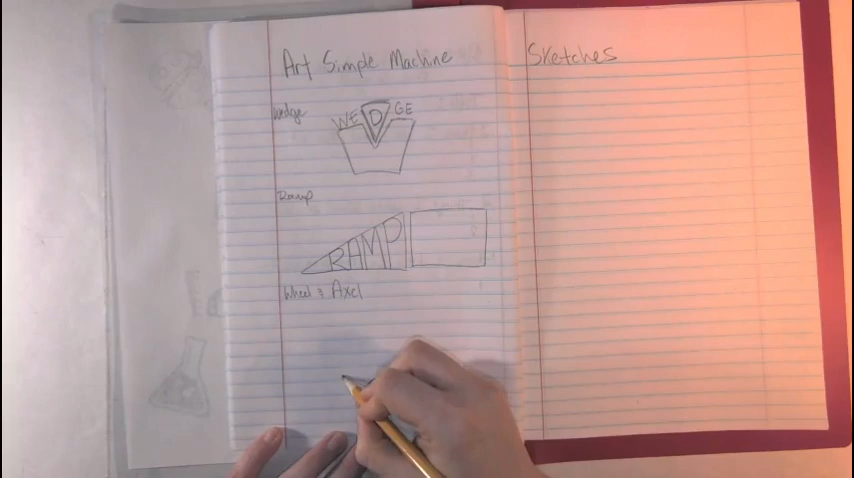 Art Simple Machine
Wedge
WEDGE
Ramp
RAMP
Wheel & Axel
Sketches